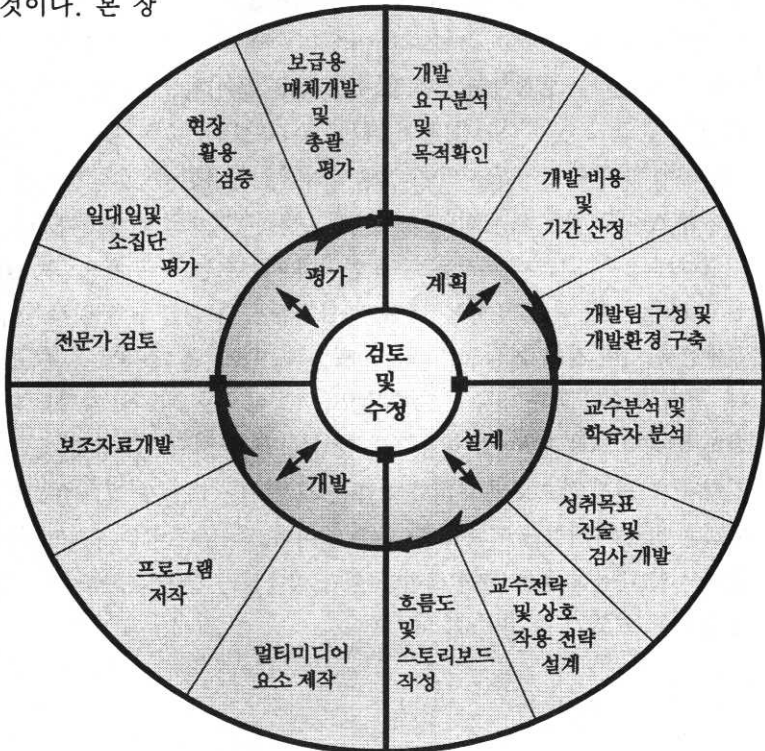 것이다. 본 장
개발
요구분석
및
목적확인
개발 비용
및
기간 산정
개발팀 구성 및
개발환경 구축
교수분석 및
학습자 분석
성취목표
진술 및
검사 개발
교수전략
및 상호
작용 전략
설계
흐름도
및
스토리보드
작성
멀티미디어
요소 제작
프로그램
저작
보조자료개발
전문가 검토
일대일및
소집단
평가
현장
활용
검증
보급용
매체개발
및
총괄
평가
계획
설계
개발
평가
검토
및
수정